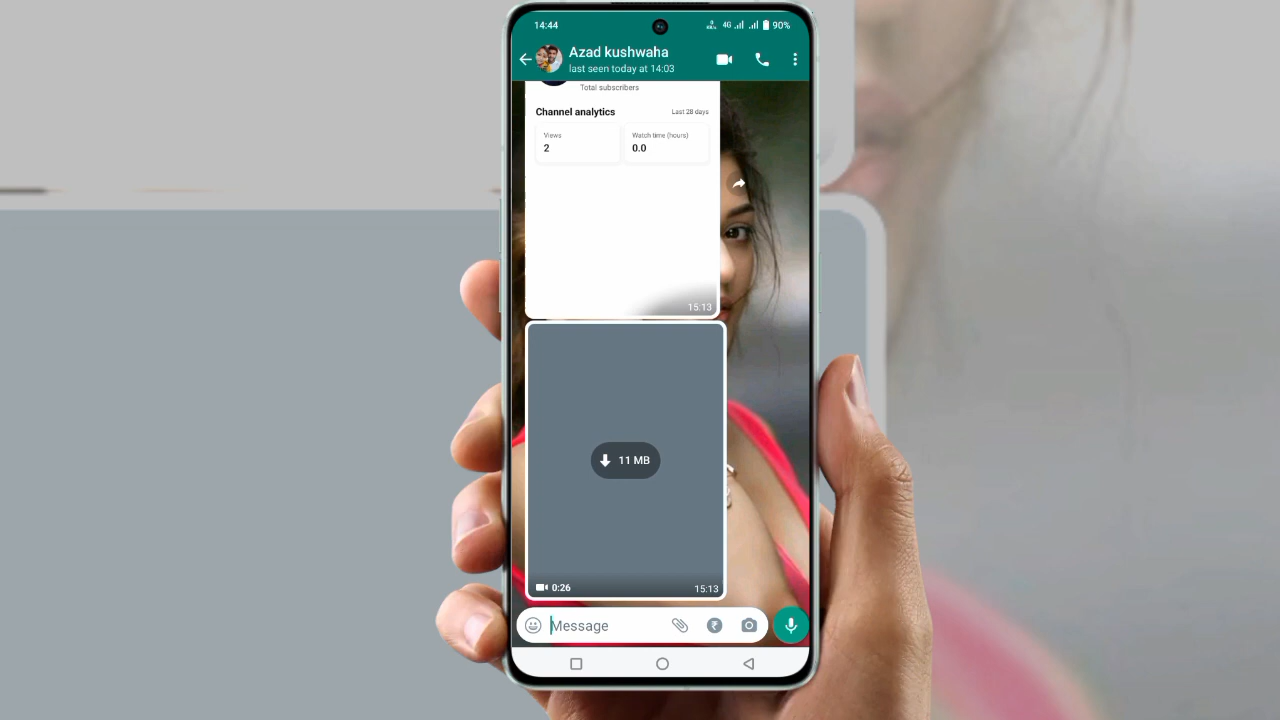 14:44
4G 90%
Azad kushwaha
last seen today at 14:03
Total subscribers
Channel analytics
Last 28 days
Views
Watch time (hours)
2
0.0
15:13
11 MB
0:26
15:13
Message